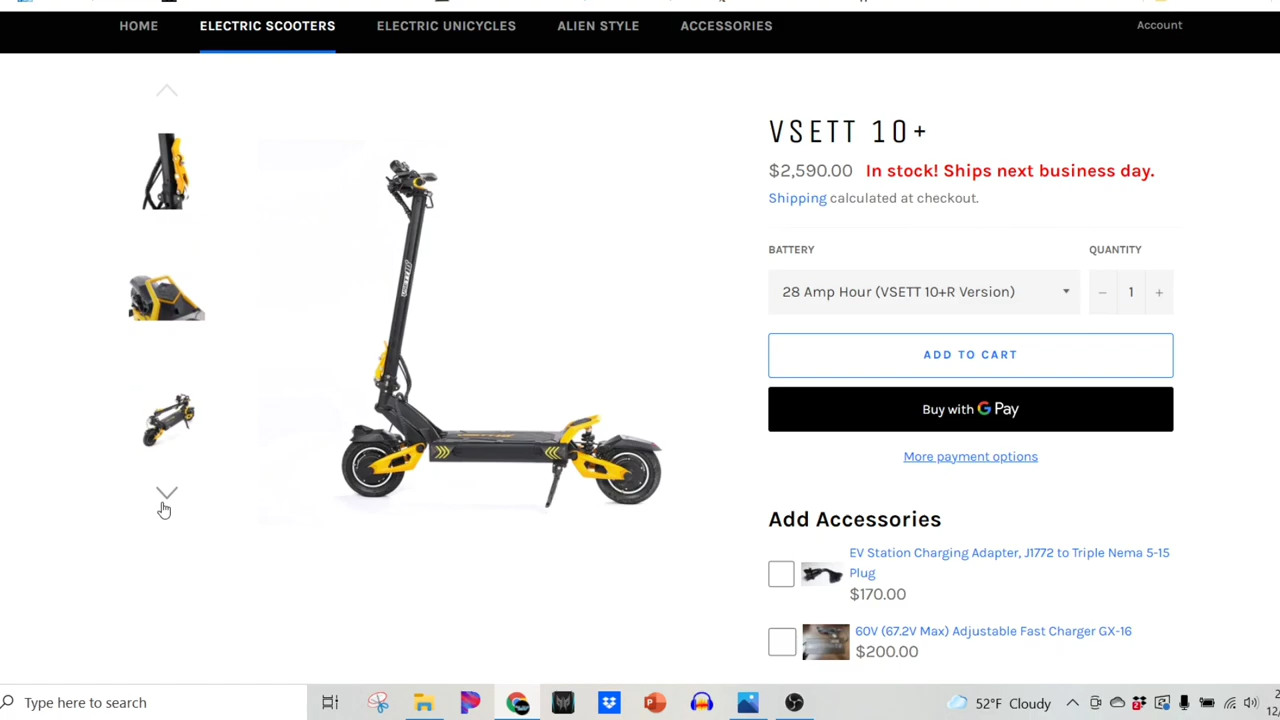 HOME ELECTRIC SCOOTERS ELECTRIC UNICYCLES ALIEN STYLE ACCESSORIES Account
VSETT 10+
$2,590.00 In stock! Ships next business day.
Shipping calculated at checkout.
BATTERY QUANTITY
28 Amp Hour (VSETT 10+R Version) − 1 +
ADD TO CART
Buy with G Pay
More payment options
Add Accessories
EV Station Charging Adapter, J1772 to Triple Nema 5-15
Plug
$170.00
60V (67.2V Max) Adjustable Fast Charger GX-16
$200.00
Type here to search 52°F Cloudy